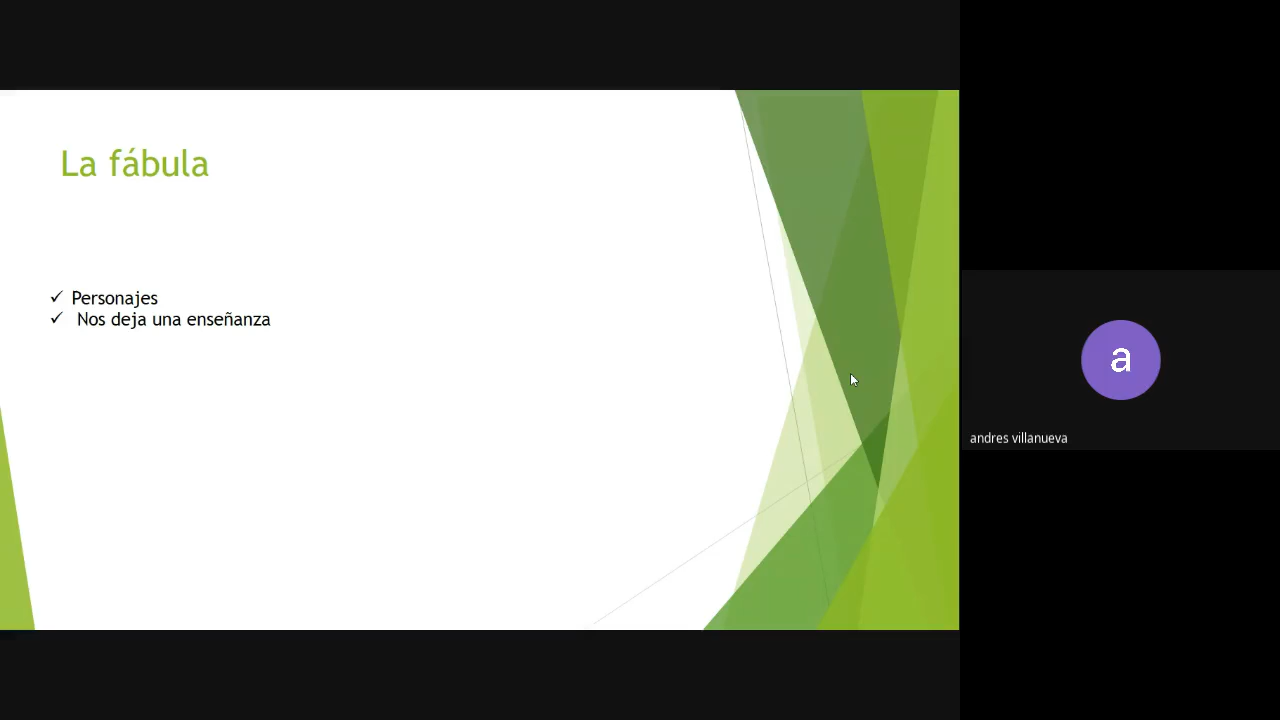 La fábula
✓ Personajes
✓ Nos deja una enseñanza
a
andres villanueva